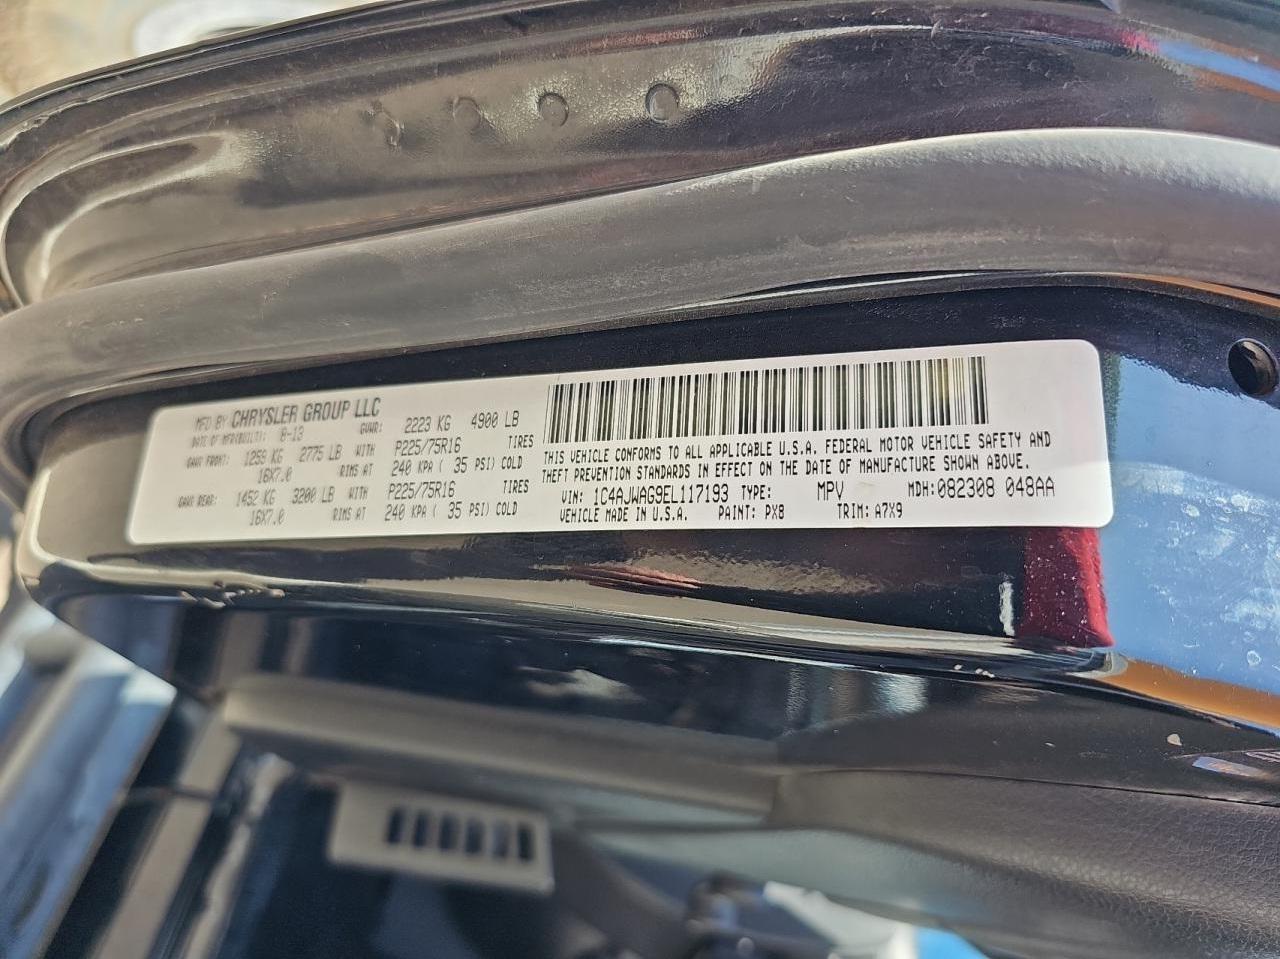 MFD BY CHRYSLER GROUP LLC
DATE OF MFR(BUILT): 8-13 GVWR: 2223 KG 4900 LB
GAWR FRONT: 1259 KG 2775 LB WITH P225/75R16 TIRES
16X7.0 RIMS AT 240 KPA ( 35 PSI) COLD
GAWR REAR: 1452 KG 3200 LB WITH P225/75R16 TIRES
16X7.0 RIMS AT 240 KPA ( 35 PSI) COLD
THIS VEHICLE CONFORMS TO ALL APPLICABLE U.S.A. FEDERAL MOTOR VEHICLE SAFETY AND
THEFT PREVENTION STANDARDS IN EFFECT ON THE DATE OF MANUFACTURE SHOWN ABOVE.
VIN: 1C4AJWAG9EL117193 TYPE: MPV MDH:082308 048AA
VEHICLE MADE IN U.S.A. PAINT: PX8 TRIM: A7X9